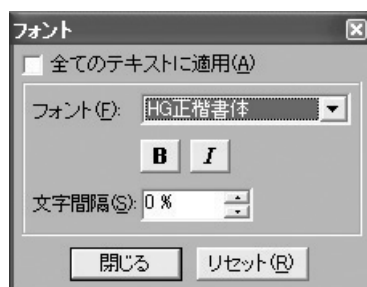 フォント
全てのテキストに適用(A)
フォント(F): HG正楷書体
B I
文字間隔(S): 0 %
閉じる リセット(R)